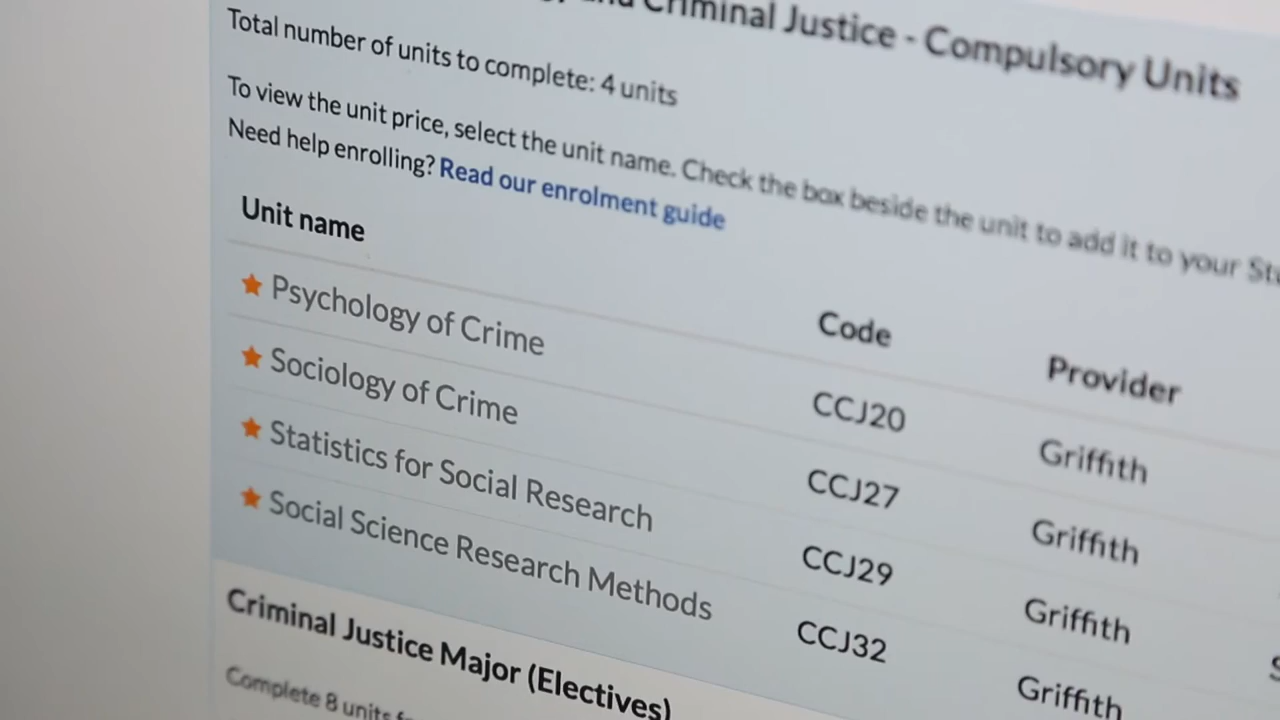 Criminal Justice - Compulsory Units
Total number of units to complete: 4 units
To view the unit price, select the unit name. Check the box beside the unit to add it to your
Need help enrolling? Read our enrolment guide
Unit name Code Provider
Psychology of Crime CCJ20 Griffith
Sociology of Crime CCJ27 Griffith
Statistics for Social Research CCJ29 Griffith
Social Science Research Methods CCJ32 Griffith
Criminal Justice Major (Electives)
Complete 8 units